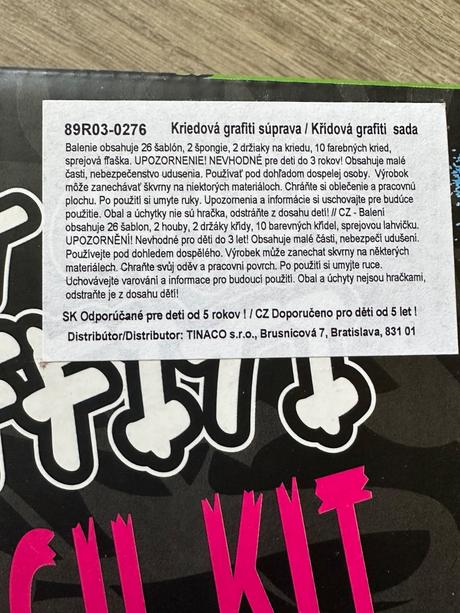 89R03-0276 Kriedová grafiti súprava / Křídová grafiti sada
Balenie obsahuje 26 šablón, 2 špongie, 2 držiaky na kriedu, 10 farebných kried,
sprejová fľaška. UPOZORNENIE! NEVHODNÉ pre deti do 3 rokov! Obsahuje malé
časti, nebezpečenstvo udusenia. Používať pod dohľadom dospelej osoby. Výrobok
môže zanechávať škvrny na niektorých materiáloch. Chráňte si oblečenie a pracovnú
plochu. Po použití si umyte ruky. Upozornenia a informácie si uschovajte pre budúce
použitie. Obal a úchytky nie sú hračka, odstráňte z dosahu detí! // CZ - Balení
obsahuje 26 šablon, 2 houby, 2 držáky křídy, 10 barevných křídel, sprejovou lahvičku.
UPOZORNĚNÍ! Nevhodné pro děti do 3 let! Obsahuje malé části, nebezpečí udušení.
Používejte pod dohledem dospělého. Výrobek může zanechat skvrny na některých
materiálech. Chraňte svůj oděv a pracovní povrch. Po použití si umyjte ruce.
Uchovávejte varování a informace pro budoucí použití. Obal a úchyty nejsou hračkami,
odstraňte je z dosahu dětí!
SK Odporúčané pre deti od 5 rokov ! / CZ Doporučeno pro děti od 5 let !
Distribútor/Distributor: TINACO s.r.o., Brusnicová 7, Bratislava, 831 01
KIT